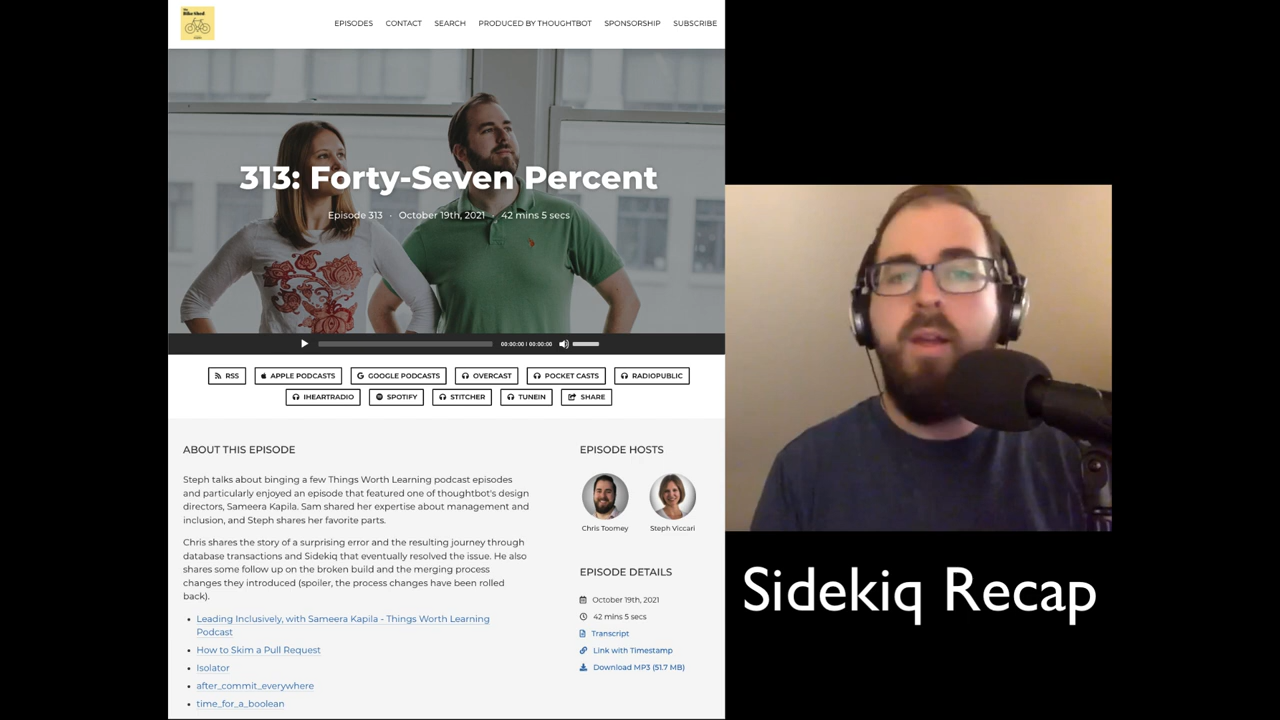 Bike Shed
EPISODES CONTACT SEARCH PRODUCED BY THOUGHTBOT SPONSORSHIP SUBSCRIBE
313: Forty-Seven Percent
Episode 313 • October 19th, 2021 • 42 mins 5 secs
00:00:00 | 00:00:00
RSS APPLE PODCASTS GOOGLE PODCASTS OVERCAST POCKET CASTS RADIOPUBLIC
IHEARTRADIO SPOTIFY STITCHER TUNEIN SHARE
ABOUT THIS EPISODE
Steph talks about binging a few Things Worth Learning podcast episodes
and particularly enjoyed an episode that featured one of thoughtbot's design
directors, Sameera Kapila. Sam shared her expertise about management and
inclusion, and Steph shares her favorite parts.
Chris shares the story of a surprising error and the resulting journey through
database transactions and Sidekiq that eventually resolved the issue. He also
shares some follow up on the broken build and the merging process
changes they introduced (spoiler, the process changes have been rolled
back).
• Leading Inclusively, with Sameera Kapila - Things Worth Learning
Podcast
• How to Skim a Pull Request
• Isolator
• after_commit_everywhere
• time_for_a_boolean
EPISODE HOSTS
Chris Toomey Steph Viccari
EPISODE DETAILS
October 19th, 2021
42 mins 5 secs
Transcript
Link with Timestamp
Download MP3 (51.7 MB)
Sidekiq Recap